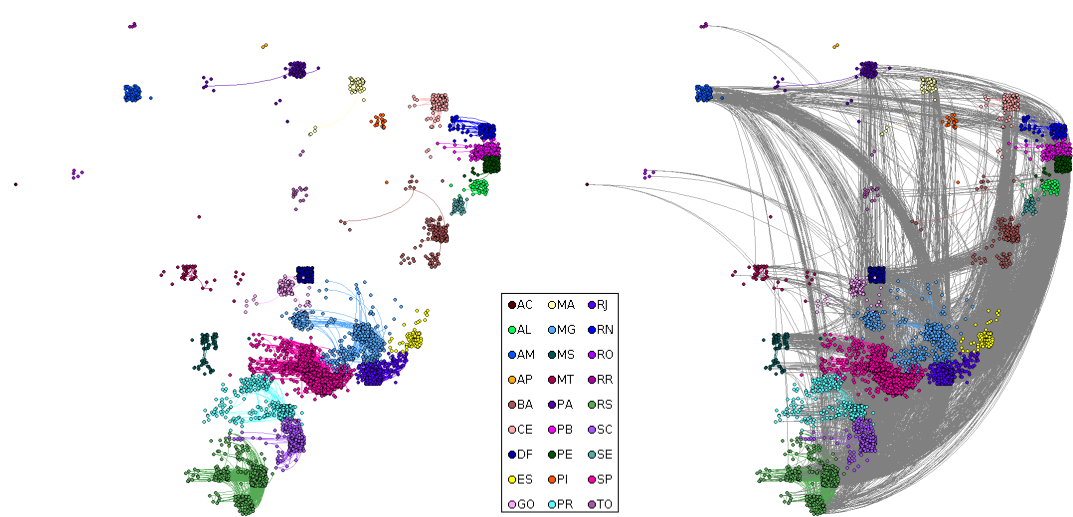 AC MA RJ
AL MG RN
AM MS RO
AP MT RR
BA PA RS
CE PB SC
DF PE SE
ES PI SP
GO PR TO